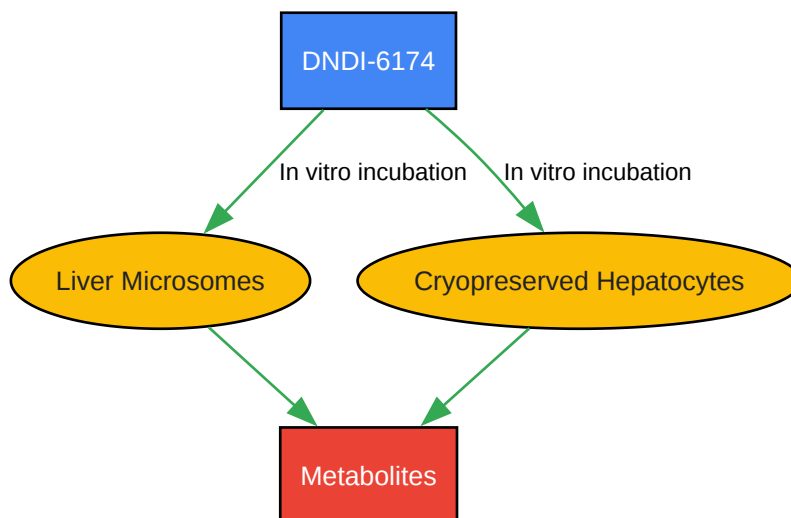 DNDI-6174
In vitro incubation
In vitro incubation
Liver Microsomes
Cryopreserved Hepatocytes
Metabolites